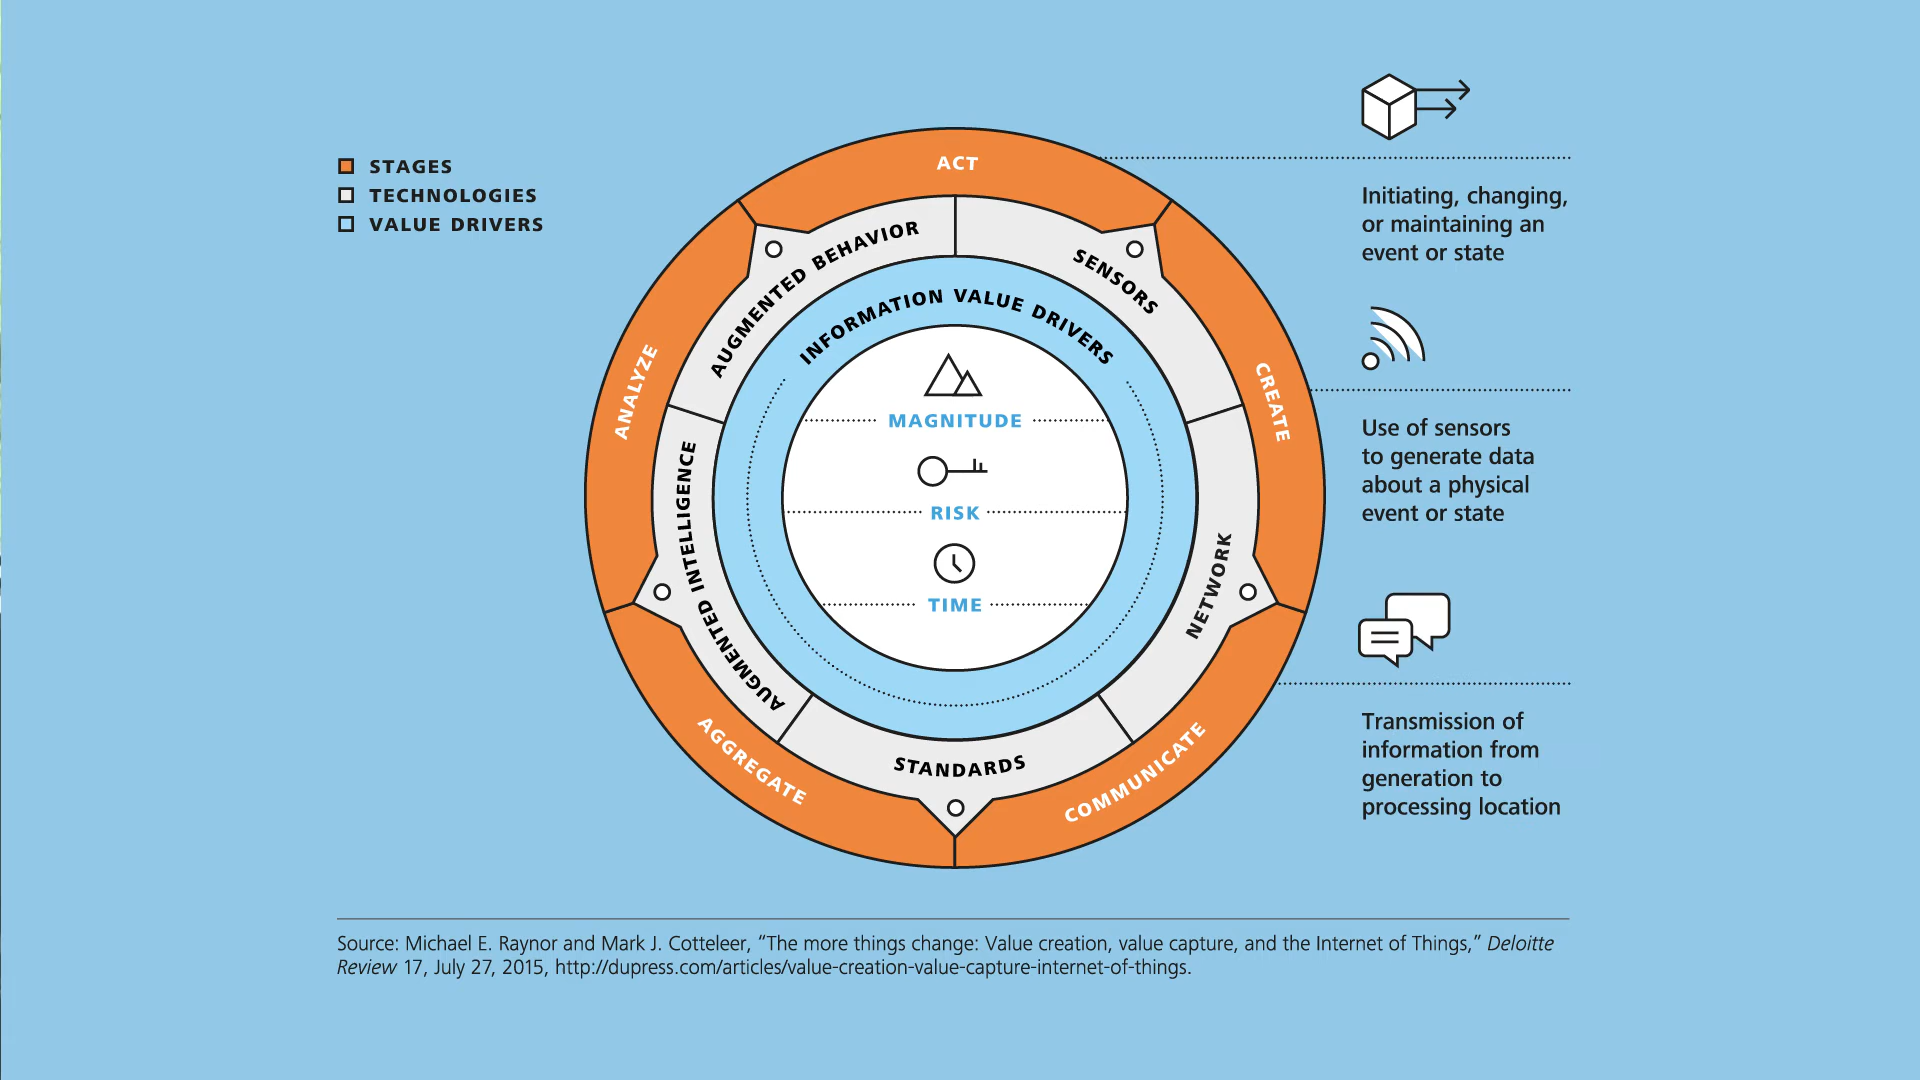 STAGES
TECHNOLOGIES
VALUE DRIVERS
ACT
CREATE
COMMUNICATE
AGGREGATE
ANALYZE
AUGMENTED BEHAVIOR
SENSORS
NETWORK
STANDARDS
AUGMENTED INTELLIGENCE
INFORMATION VALUE DRIVERS
MAGNITUDE
RISK
TIME
Initiating, changing,
or maintaining an
event or state
Use of sensors
to generate data
about a physical
event or state
Transmission of
information from
generation to
processing location
Source: Michael E. Raynor and Mark J. Cotteleer, “The more things change: Value creation, value capture, and the Internet of Things,” Deloitte
Review 17, July 27, 2015, http://dupress.com/articles/value-creation-value-capture-internet-of-things.